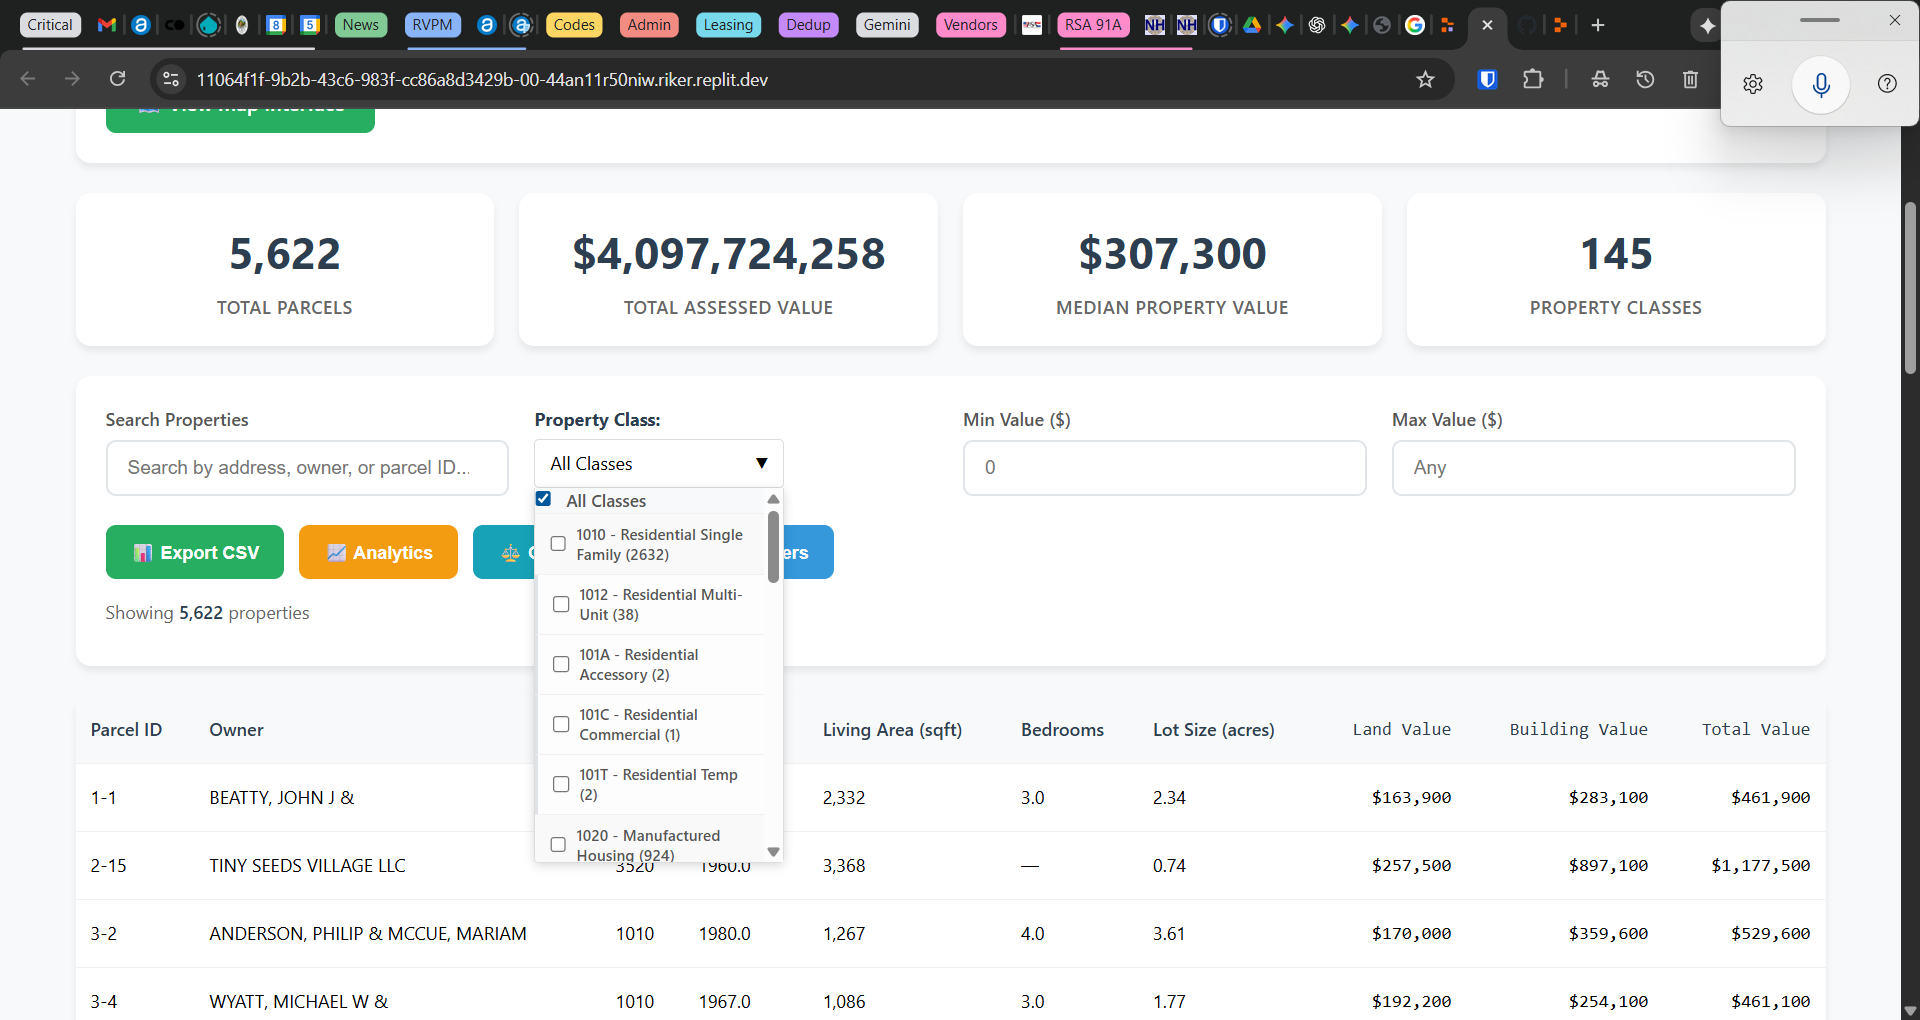 Critical
News
RVPM
Codes
Admin
Leasing
Dedup
Gemini
Vendors
RSA 91A
11064f1f-9b2b-43c6-983f-cc86a8d3429b-00-44an11r50niw.riker.replit.dev
View Map Interface
5,622
TOTAL PARCELS
$4,097,724,258
TOTAL ASSESSED VALUE
$307,300
MEDIAN PROPERTY VALUE
145
PROPERTY CLASSES
Search Properties
Search by address, owner, or parcel ID...
Property Class:
All Classes
Min Value ($)
0
Max Value ($)
Any
All Classes
1010 - Residential Single
Family (2632)
1012 - Residential Multi-
Unit (38)
101A - Residential
Accessory (2)
101C - Residential
Commercial (1)
101T - Residential Temp
(2)
1020 - Manufactured
Housing (924)
Export CSV
Analytics
Showing 5,622 properties
Parcel ID Owner Living Area (sqft) Bedrooms Lot Size (acres) Land Value Building Value Total Value
1-1 BEATTY, JOHN J & 2,332 3.0 2.34 $163,900 $283,100 $461,900
2-15 TINY SEEDS VILLAGE LLC 3520 1960.0 3,368 — 0.74 $257,500 $897,100 $1,177,500
3-2 ANDERSON, PHILIP & MCCUE, MARIAM 1010 1980.0 1,267 4.0 3.61 $170,000 $359,600 $529,600
3-4 WYATT, MICHAEL W & 1010 1967.0 1,086 3.0 1.77 $192,200 $254,100 $461,100